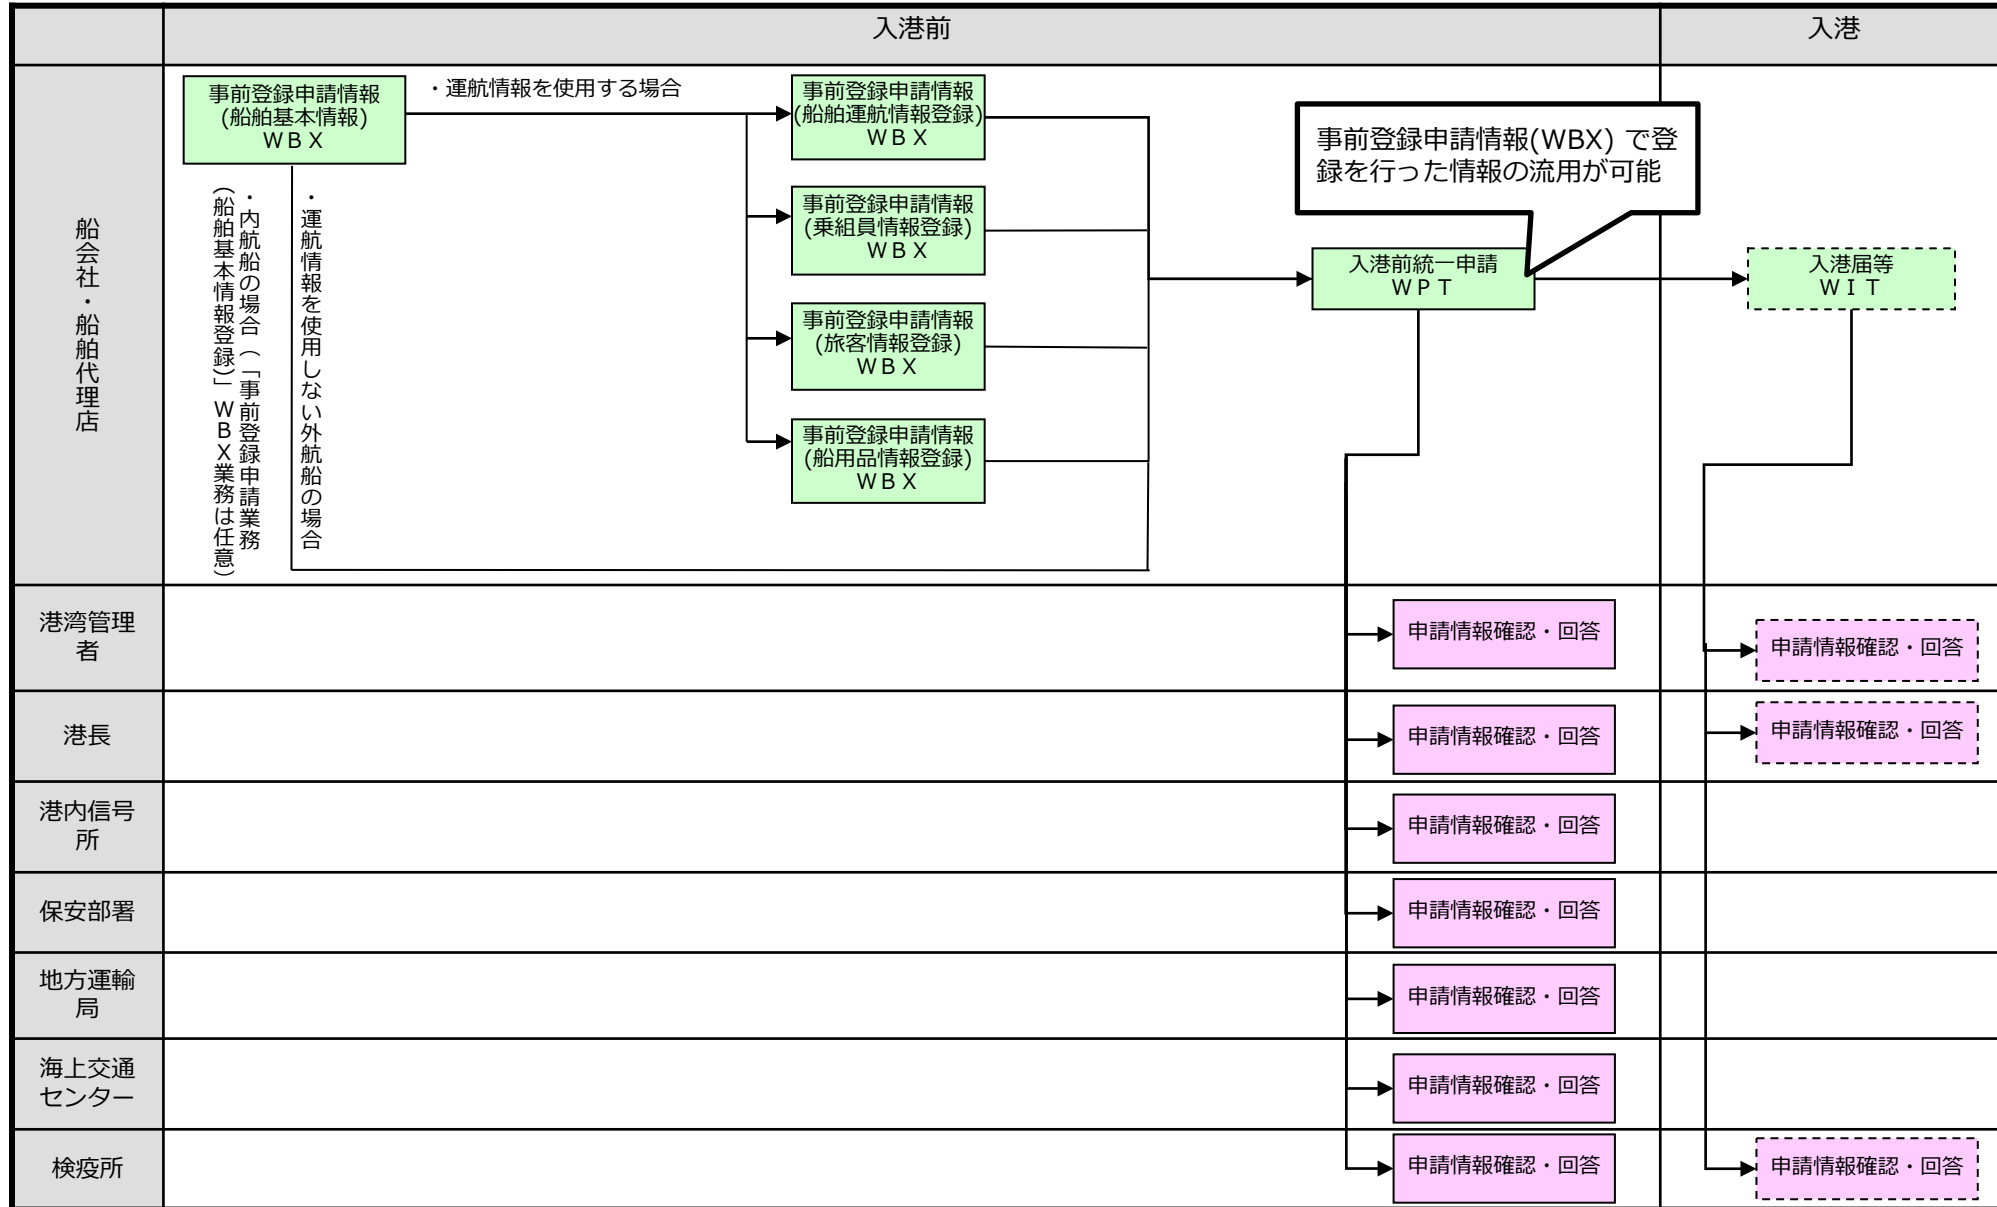 入港前
入港
船会社・船舶代理店
事前登録申請情報
(船舶基本情報)
ＷＢＸ
・運航情報を使用する場合
事前登録申請情報
(船舶運航情報登録)
ＷＢＸ
事前登録申請情報(WBX) で登
録を行った情報の流用が可能
・内航船の場合（「事前登録申請業務
（船舶基本情報登録）」ＷＢＸ業務は任意）
・運航情報を使用しない外航船の場合
事前登録申請情報
(乗組員情報登録)
ＷＢＸ
入港前統一申請
ＷＰＴ
入港届等
ＷＩＴ
事前登録申請情報
(旅客情報登録)
ＷＢＸ
事前登録申請情報
(船用品情報登録)
ＷＢＸ
港湾管理
者
申請情報確認・回答
申請情報確認・回答
港長
申請情報確認・回答
申請情報確認・回答
港内信号
所
申請情報確認・回答
保安部署
申請情報確認・回答
地方運輸
局
申請情報確認・回答
海上交通
センター
申請情報確認・回答
検疫所
申請情報確認・回答
申請情報確認・回答